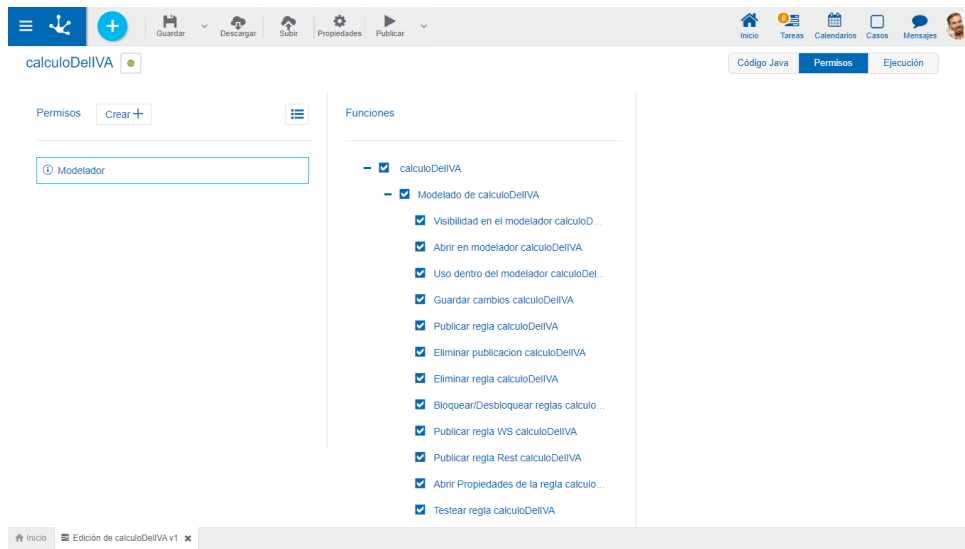 Guardar Descargar Subir Propiedades Publicar Inicio 8 Tareas Calendarios Casos Mensajes
calculoDelIVA Código Java Permisos Ejecución
Permisos Crear Funciones
Modelador
calculoDelIVA
Modelado de calculoDelIVA
Visibilidad en el modelador calculoD...
Abrir en modelador calculoDelIVA
Uso dentro del modelador calculoDel...
Guardar cambios calculoDelIVA
Publicar regla calculoDelIVA
Eliminar publicacion calculoDelIVA
Eliminar regla calculoDelIVA
Bloquear/Desbloquear reglas calculo...
Publicar regla WS calculoDelIVA
Publicar regla Rest calculoDelIVA
Abrir Propiedades de la regla calculo...
Testear regla calculoDelIVA
Inicio Edición de calculoDelIVA v1